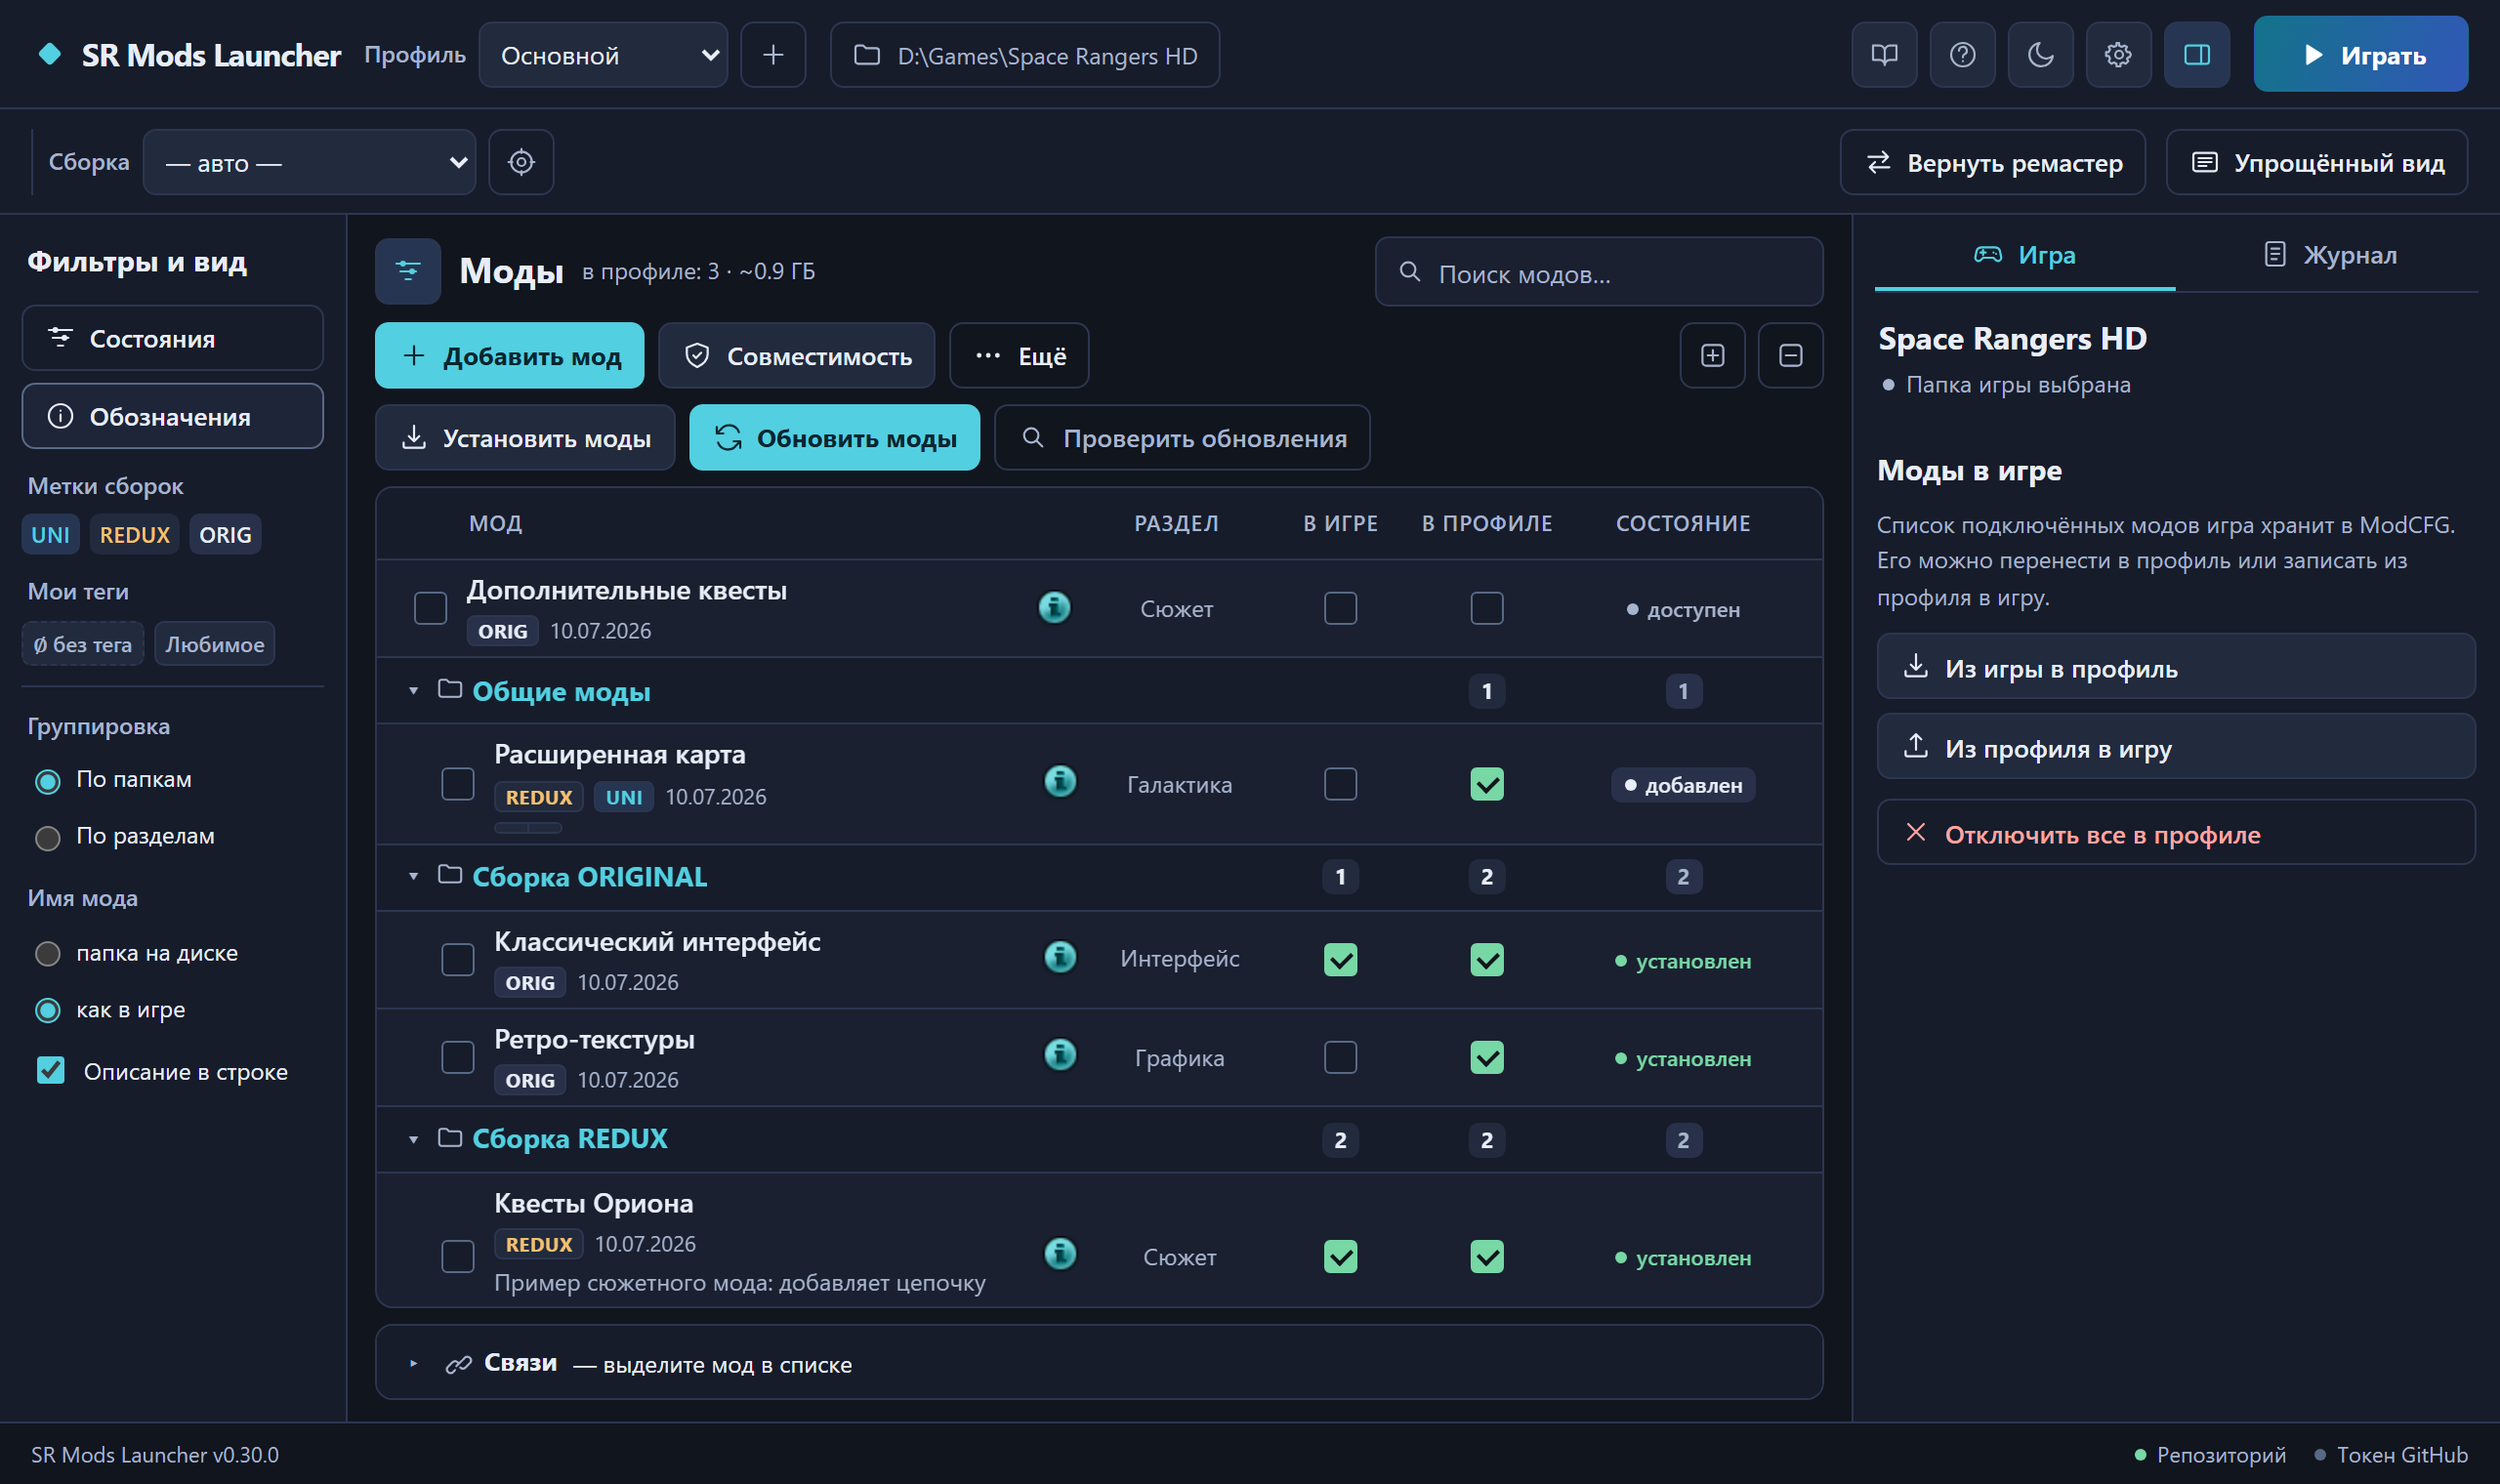 SR Mods Launcher Профиль Основной D:\Games\Space Rangers HD Играть
Сборка — авто — Вернуть ремастер Упрощённый вид
Фильтры и вид
Состояния
Обозначения
Метки сборок
UNI REDUX ORIG
Мои теги
Ø без тега Любимое
Группировка
По папкам
По разделам
Имя мода
папка на диске
как в игре
Описание в строке
Моды в профиле: 3 · ~0.9 ГБ Поиск модов...
Добавить мод Совместимость Ещё
Установить моды Обновить моды Проверить обновления
МОД РАЗДЕЛ В ИГРЕ В ПРОФИЛЕ СОСТОЯНИЕ
Дополнительные квесты
ORIG 10.07.2026 Сюжет доступен
Общие моды 1 1
Расширенная карта
REDUX UNI 10.07.2026 Галактика добавлен
Сборка ORIGINAL 1 2 2
Классический интерфейс
ORIG 10.07.2026 Интерфейс установлен
Ретро-текстуры
ORIG 10.07.2026 Графика установлен
Сборка REDUX 2 2 2
Квесты Ориона
REDUX 10.07.2026 Сюжет установлен
Пример сюжетного мода: добавляет цепочку
Связи — выделите мод в списке
Игра Журнал
Space Rangers HD
Папка игры выбрана
Моды в игре
Список подключённых модов игра хранит в ModCFG.
Его можно перенести в профиль или записать из
профиля в игру.
Из игры в профиль
Из профиля в игру
Отключить все в профиле
SR Mods Launcher v0.30.0 Репозиторий Токен GitHub